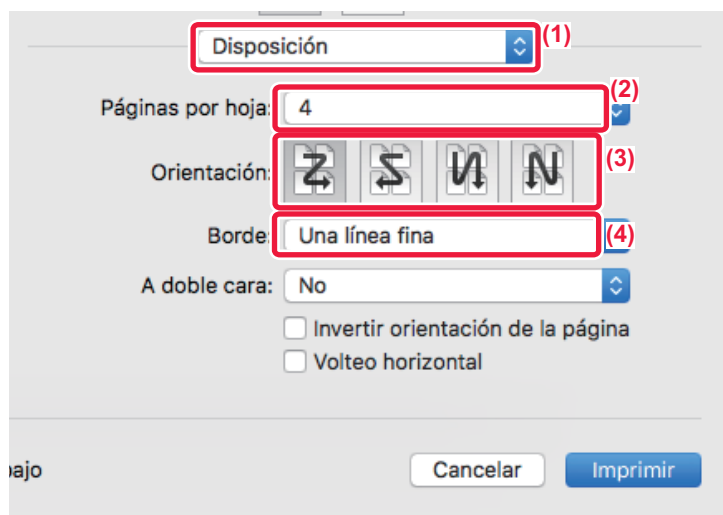 Disposición (1)
Páginas por hoja: 4 (2)
Orientación: (3)
Borde: Una línea fina (4)
A doble cara: No
Invertir orientación de la página
Volteo horizontal
Cancelar Imprimir